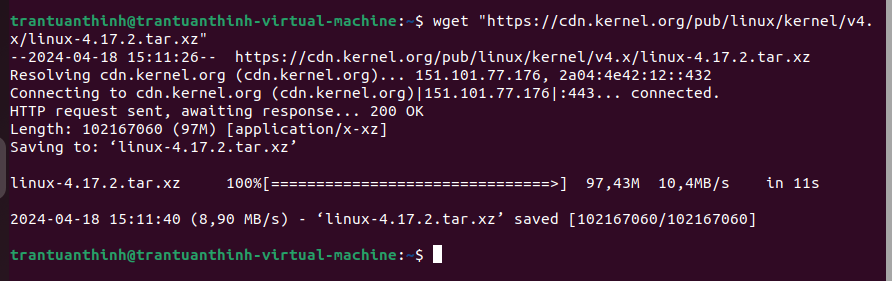 trantuanthinh@trantuanthinh-virtual-machine:~$ wget "https://cdn.kernel.org/pub/linux/kernel/v4.
x/linux-4.17.2.tar.xz"
--2024-04-18 15:11:26--  https://cdn.kernel.org/pub/linux/kernel/v4.x/linux-4.17.2.tar.xz
Resolving cdn.kernel.org (cdn.kernel.org)... 151.101.77.176, 2a04:4e42:12::432
Connecting to cdn.kernel.org (cdn.kernel.org)|151.101.77.176|:443... connected.
HTTP request sent, awaiting response... 200 OK
Length: 102167060 (97M) [application/x-xz]
Saving to: ‘linux-4.17.2.tar.xz’
linux-4.17.2.tar.xz     100%[===============================>]  97,43M  10,4MB/s    in 11s
2024-04-18 15:11:40 (8,90 MB/s) - ‘linux-4.17.2.tar.xz’ saved [102167060/102167060]
trantuanthinh@trantuanthinh-virtual-machine:~$